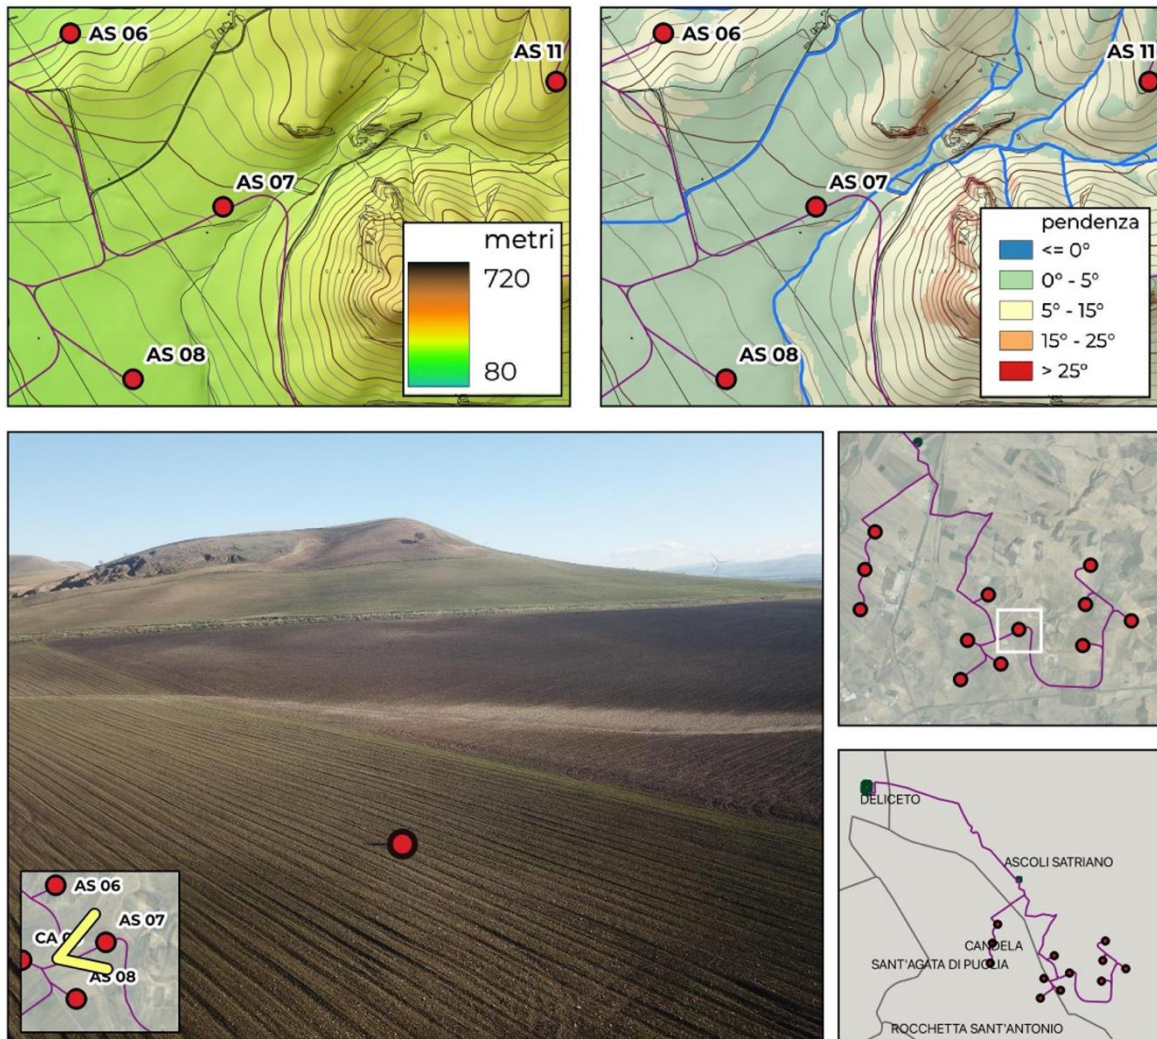 AS 06
AS 11
AS 07
AS 08
metri
720
80
AS 06
AS 11
AS 07
AS 08
pendenza
<= 0°
0° - 5°
5° - 15°
15° - 25°
> 25°
AS 06
AS 07
CA 0
AS 08
DELICETO
ASCOLI SATRIANO
CANDELA
SANT'AGATA DI PUGLIA
ROCCHETTA SANT'ANTONIO